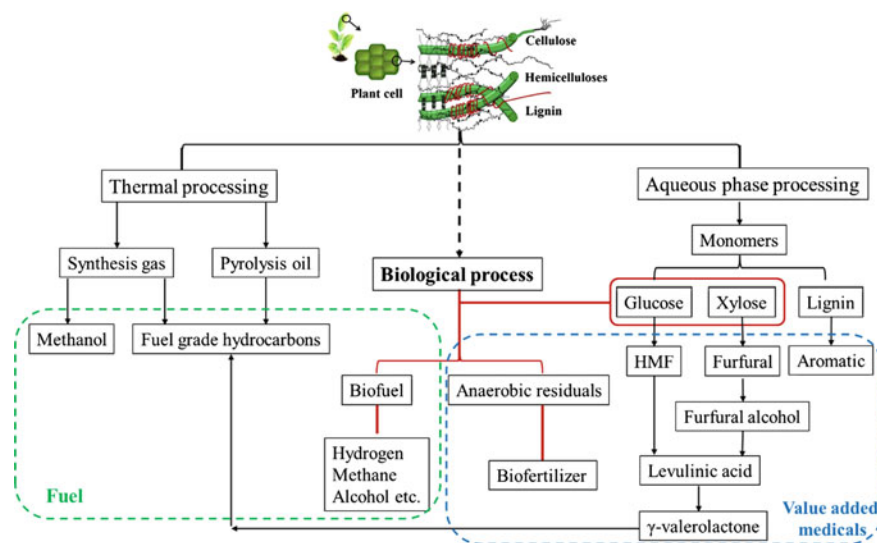 Cellulose
Hemicelluloses
Plant cell
Lignin
Thermal processing
Aqueous phase processing
Monomers
Synthesis gas
Pyrolysis oil
Biological process
Glucose
Xylose
Lignin
Methanol
Fuel grade hydrocarbons
HMF
Furfural
Aromatic
Biofuel
Anaerobic residuals
Furfural alcohol
Hydrogen
Methane
Alcohol etc.
Biofertilizer
Levulinic acid
Fuel
γ-valerolactone
Value added
medicals